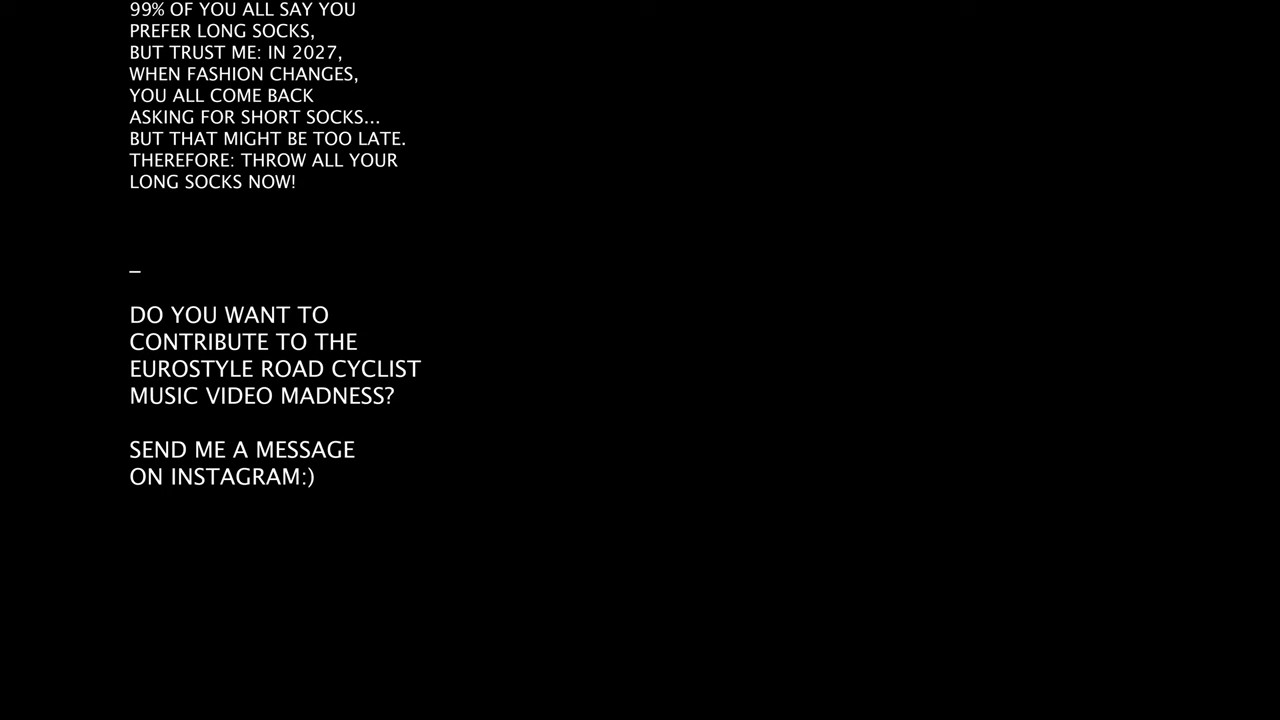 99% OF YOU ALL SAY YOU
PREFER LONG SOCKS,
BUT TRUST ME: IN 2027,
WHEN FASHION CHANGES,
YOU ALL COME BACK
ASKING FOR SHORT SOCKS...
BUT THAT MIGHT BE TOO LATE.
THEREFORE: THROW ALL YOUR
LONG SOCKS NOW!
_
DO YOU WANT TO
CONTRIBUTE TO THE
EUROSTYLE ROAD CYCLIST
MUSIC VIDEO MADNESS?
SEND ME A MESSAGE
ON INSTAGRAM:)